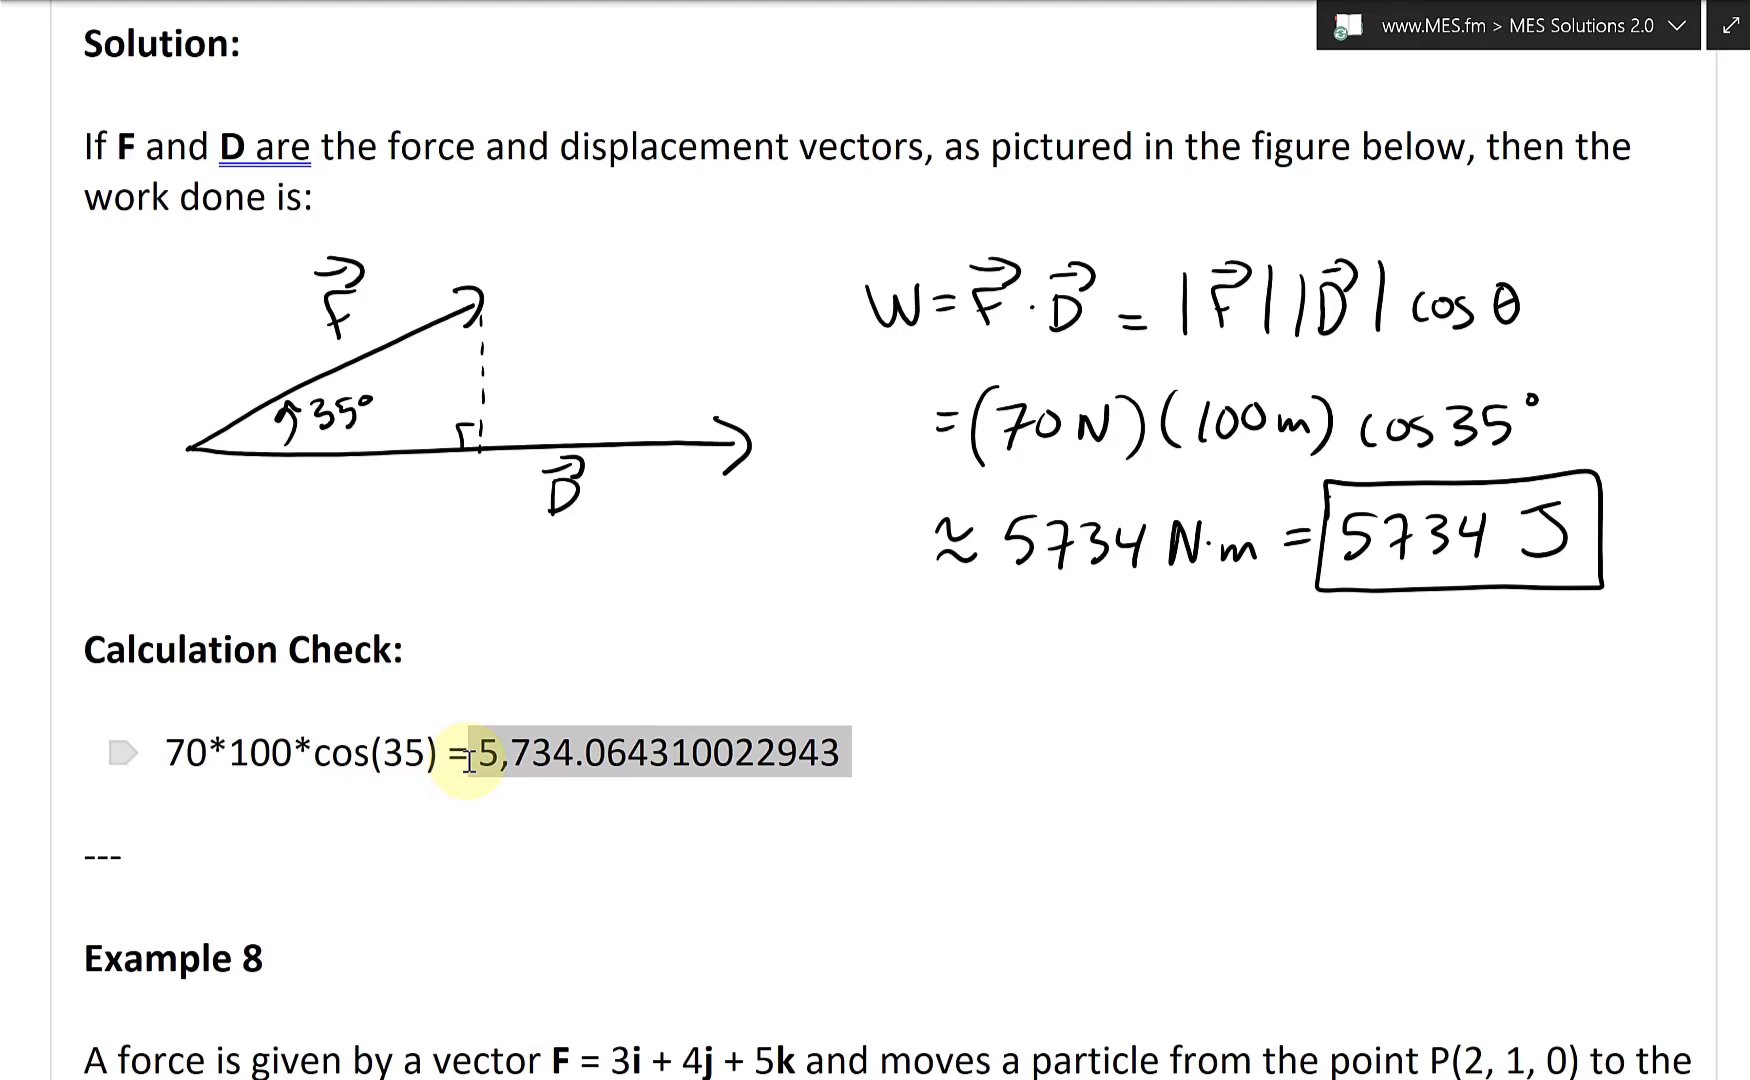 www.MES.fm > MES Solutions 2.0
Solution:
If F and D are the force and displacement vectors, as pictured in the figure below, then the
work done is:
F⃗
35°
D⃗
W = F⃗ · D⃗ = |F⃗| |D⃗| cos θ
= (70 N) (100 m) cos 35°
≈ 5734 N·m = 5734 J
Calculation Check:
70*100*cos(35) = 5,734.064310022943
---
Example 8
A force is given by a vector F = 3i + 4j + 5k and moves a particle from the point P(2, 1, 0) to the